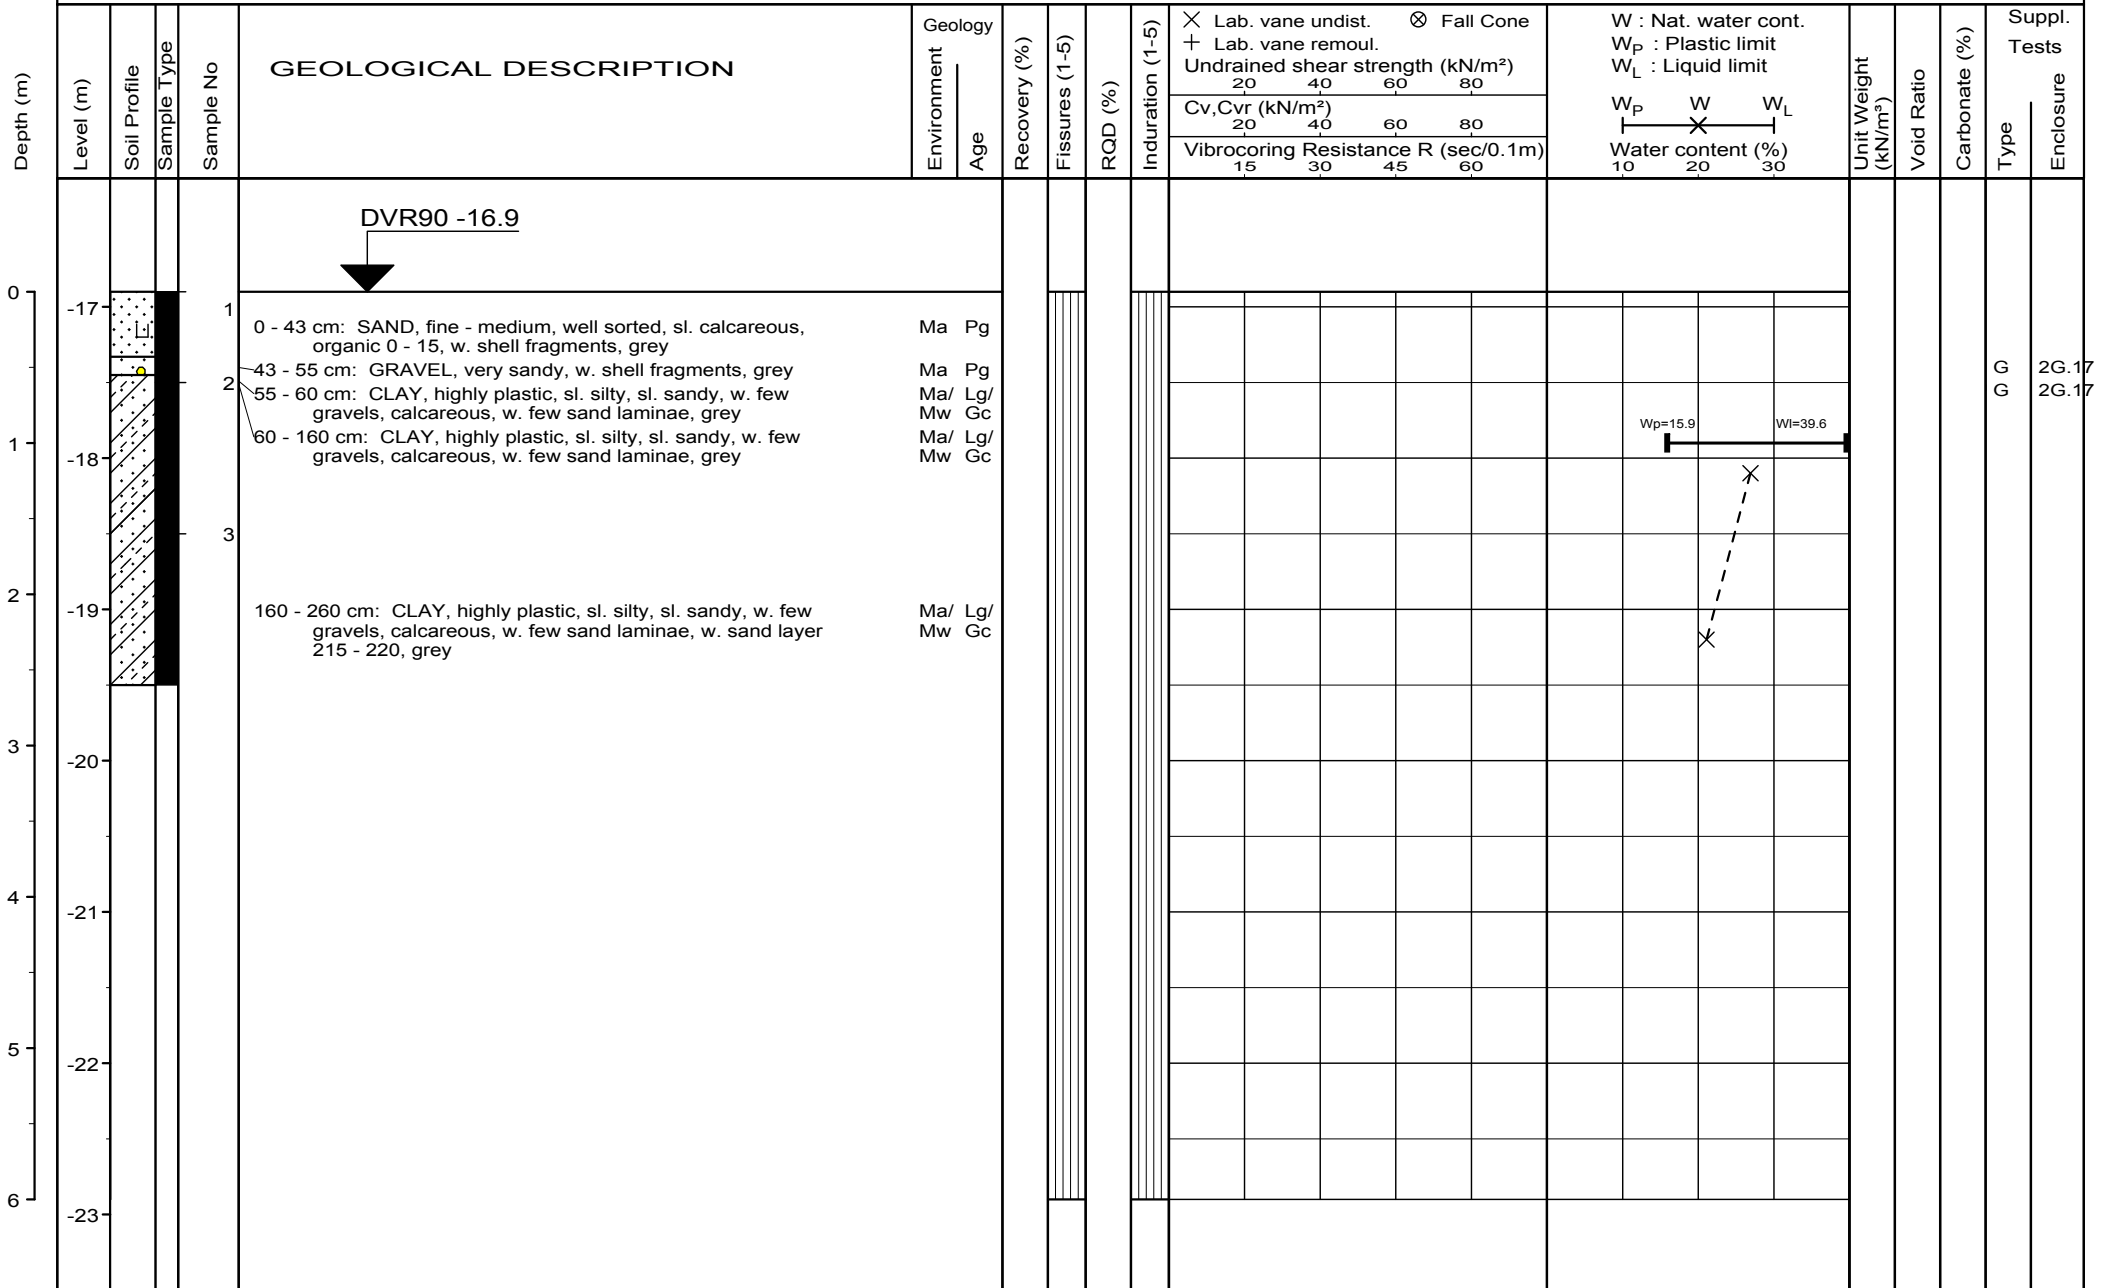 Depth (m)
Level (m)
Soil Profile
Sample Type
Sample No
GEOLOGICAL DESCRIPTION
Geology
Environment
Age
Recovery (%)
Fissures (1-5)
RQD (%)
Induration (1-5)
Lab. vane undist. Fall Cone
Lab. vane remoul.
Undrained shear strength (kN/m²)
20 40 60 80
Cv,Cvr (kN/m²)
20 40 60 80
Vibrocoring Resistance R (sec/0.1m)
15 30 45 60
W : Nat. water cont.
WP : Plastic limit
WL : Liquid limit
WP W WL
Water content (%)
10 20 30
Unit Weight
(kN/m³)
Void Ratio
Carbonate (%)
Suppl.
Tests
Type
Enclosure
DVR90 -16.9
0
-17
1
0 - 43 cm: SAND, fine - medium, well sorted, sl. calcareous, Ma Pg
organic 0 - 15, w. shell fragments, grey
43 - 55 cm: GRAVEL, very sandy, w. shell fragments, grey Ma Pg G 2G.17
2
55 - 60 cm: CLAY, highly plastic, sl. silty, sl. sandy, w. few Ma/ Lg/ G 2G.17
gravels, calcareous, w. few sand laminae, grey Mw Gc
Wp=15.9 Wl=39.6
1
60 - 160 cm: CLAY, highly plastic, sl. silty, sl. sandy, w. few Ma/ Lg/
gravels, calcareous, w. few sand laminae, grey Mw Gc
-18
3
2
-19
160 - 260 cm: CLAY, highly plastic, sl. silty, sl. sandy, w. few Ma/ Lg/
gravels, calcareous, w. few sand laminae, w. sand layer Mw Gc
215 - 220, grey
3
-20
4
-21
5
-22
6
-23